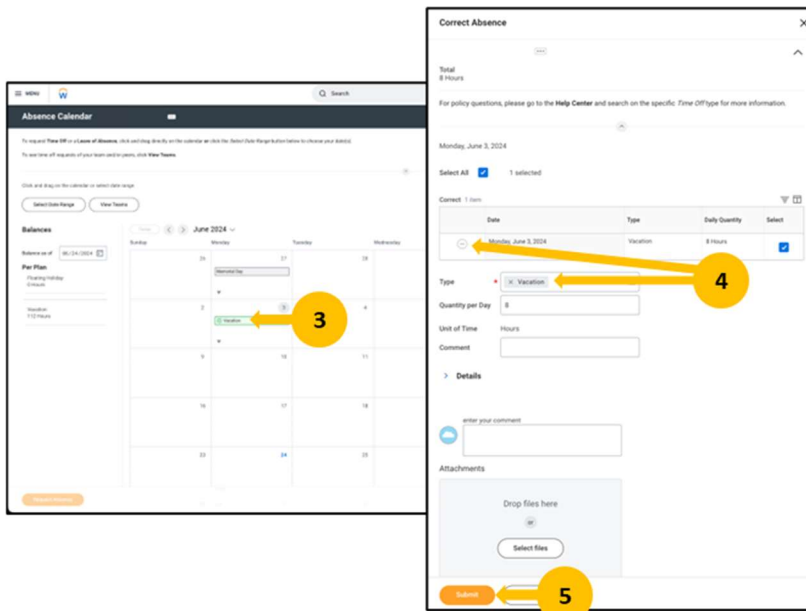 MENU
Search
Absence Calendar
To request Time Off or a Leave of Absence, click and drag directly on the calendar or click the Select Date Range button below to choose your date(s).
To see time off requests of your team and/or peers, click View Teams.
Click and drag on the calendar or select date range.
Select Date Range
View Teams
Balances
Balance as of 06/24/2024
Per Plan
Floating Holiday
0 Hours
Vacation
112 Hours
Today
June 2024
Sunday Monday Tuesday Wednesday
26 27 28
Memorial Day
2 3 4
Vacation
3
9 10 11
16 17 18
23 24 25
Request Absence
Correct Absence
Total
8 Hours
For policy questions, please go to the Help Center and search on the specific Time Off type for more information.
Monday, June 3, 2024
Select All 1 selected
Correct 1 item
Date Type Daily Quantity Select
Monday, June 3, 2024 Vacation 8 Hours
4
Type * × Vacation
Quantity per Day 8
Unit of Time Hours
Comment
Details
enter your comment
Attachments
Drop files here
or
Select files
Submit
5